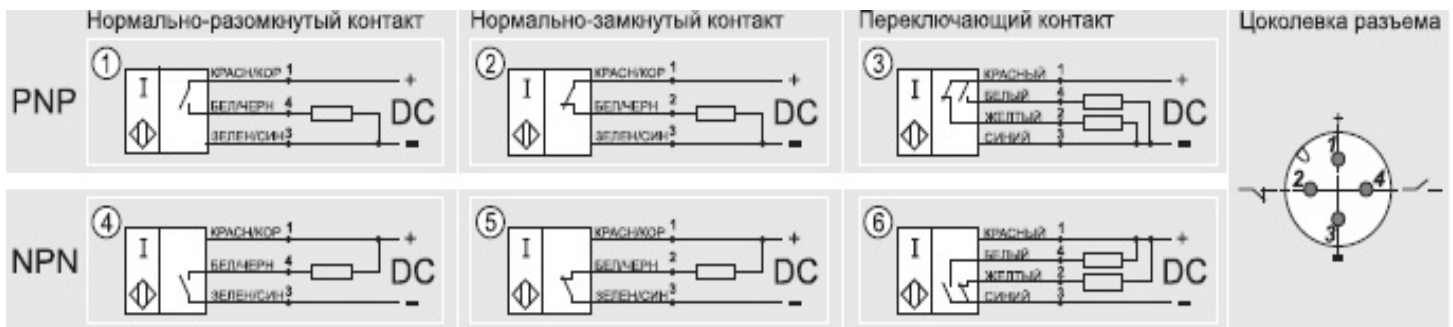 Нормально-разомкнутый контакт
Нормально-замкнутый контакт
Переключающий контакт
Цоколевка разъема
PNP
1
I
КРАСН/КОР 1
+
БЕЛ/ЧЕРН 4
DC
ЗЕЛЕН/СИН 3
-
2
I
КРАСН/КОР 1
+
БЕЛ/ЧЕРН 2
DC
ЗЕЛЕН/СИН 3
-
3
I
КРАСНЫЙ 1
+
БЕЛЫЙ 4
ЖЕЛТЫЙ 2
DC
СИНИЙ 3
-
NPN
4
I
КРАСН/КОР 1
+
БЕЛ/ЧЕРН 4
DC
ЗЕЛЕН/СИН 3
-
5
I
КРАСН/КОР 1
+
БЕЛ/ЧЕРН 2
DC
ЗЕЛЕН/СИН 3
-
6
I
КРАСНЫЙ 1
+
БЕЛЫЙ 4
ЖЕЛТЫЙ 2
DC
СИНИЙ 3
-
+
1
2
4
3
-